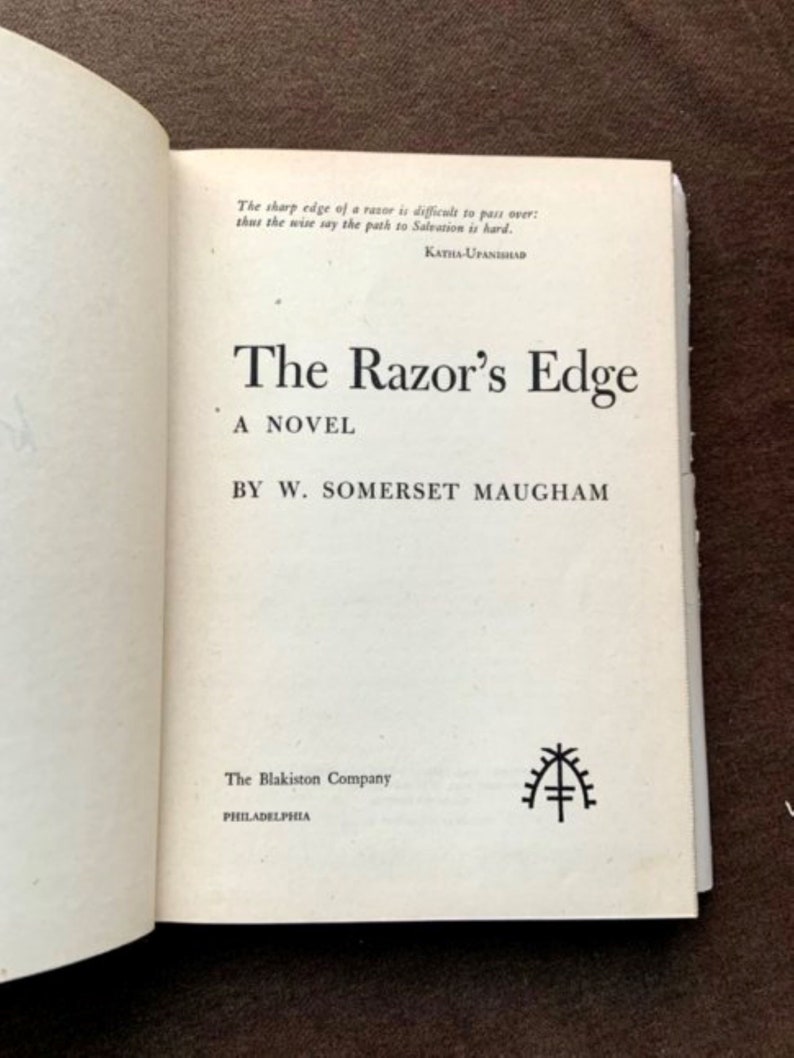 The sharp edge of a razor is difficult to pass over:
thus the wise say the path to Salvation is hard.
Katha-Upanishad
The Razor's Edge
A NOVEL
BY W. SOMERSET MAUGHAM
The Blakiston Company
PHILADELPHIA